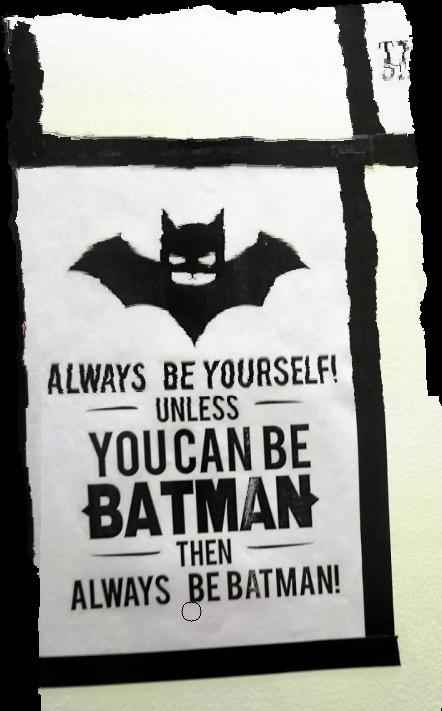 ALWAYS BE YOURSELF!
UNLESS
YOU CAN BE
BATMAN
THEN
ALWAYS BE BATMAN!